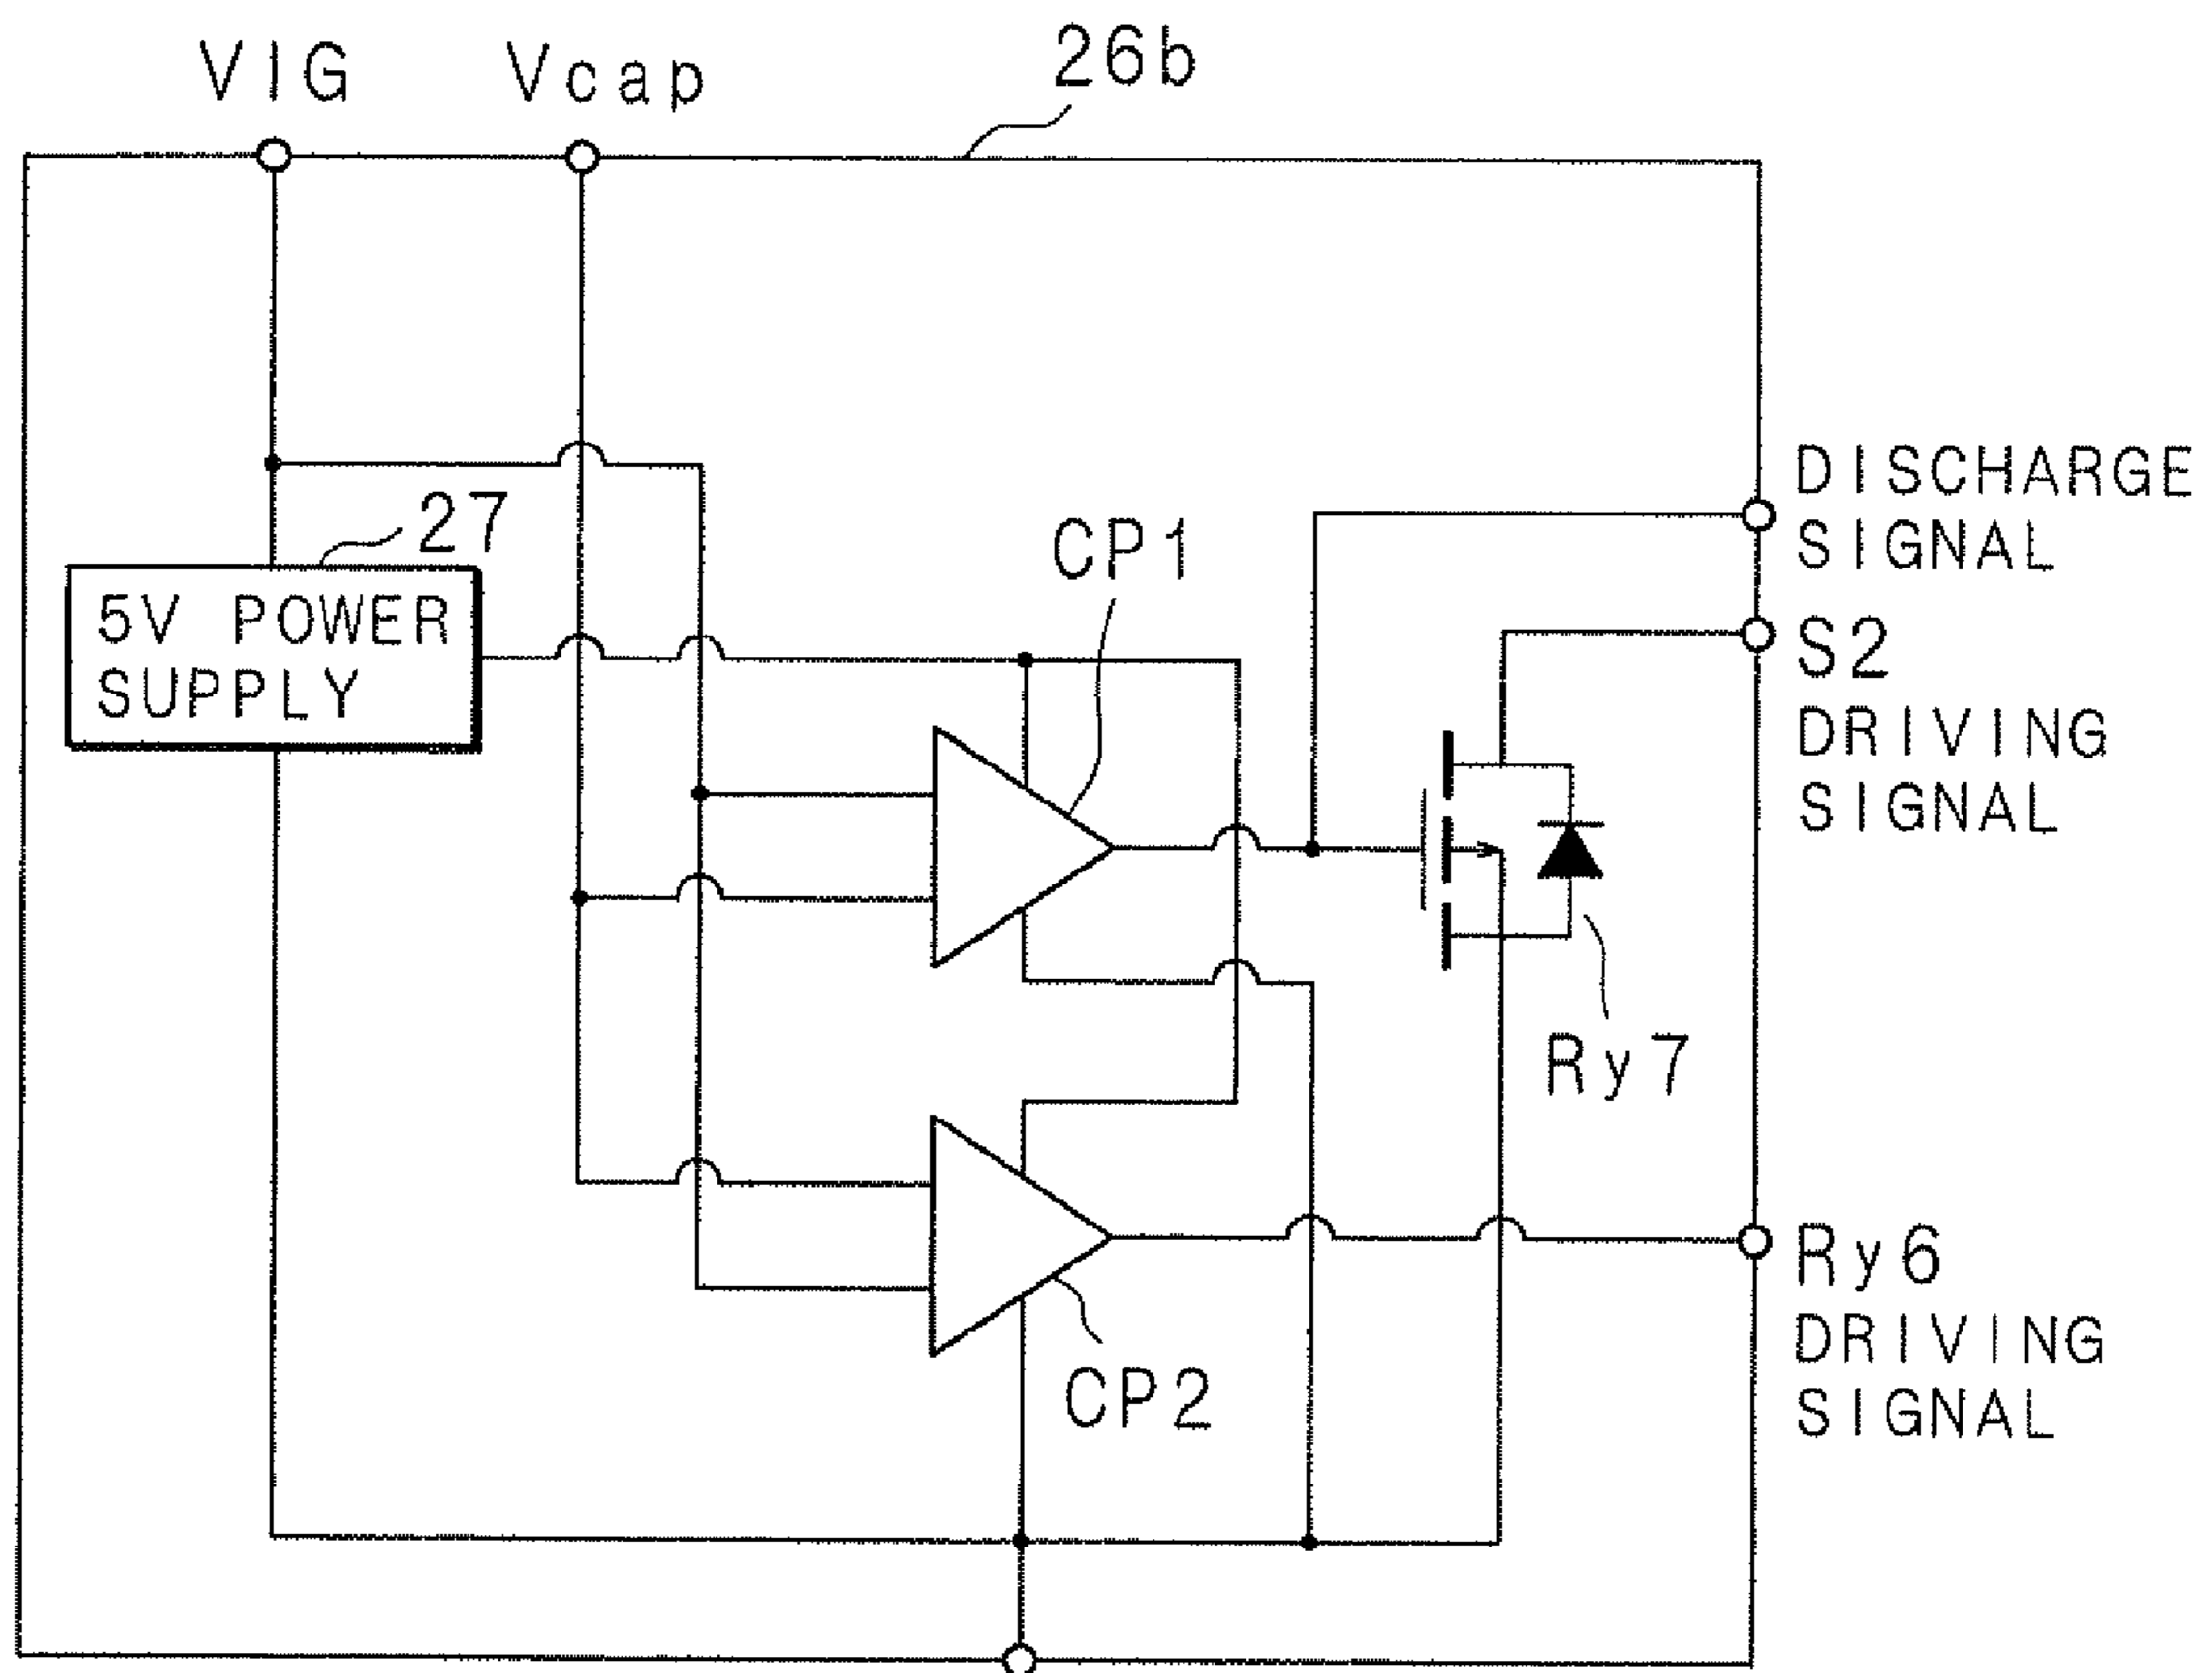 VIG
Vcap
26b
27
5V POWER
SUPPLY
CP1
DISCHARGE
SIGNAL
S2
DRIVING
SIGNAL
Ry7
Ry6
DRIVING
SIGNAL
CP2